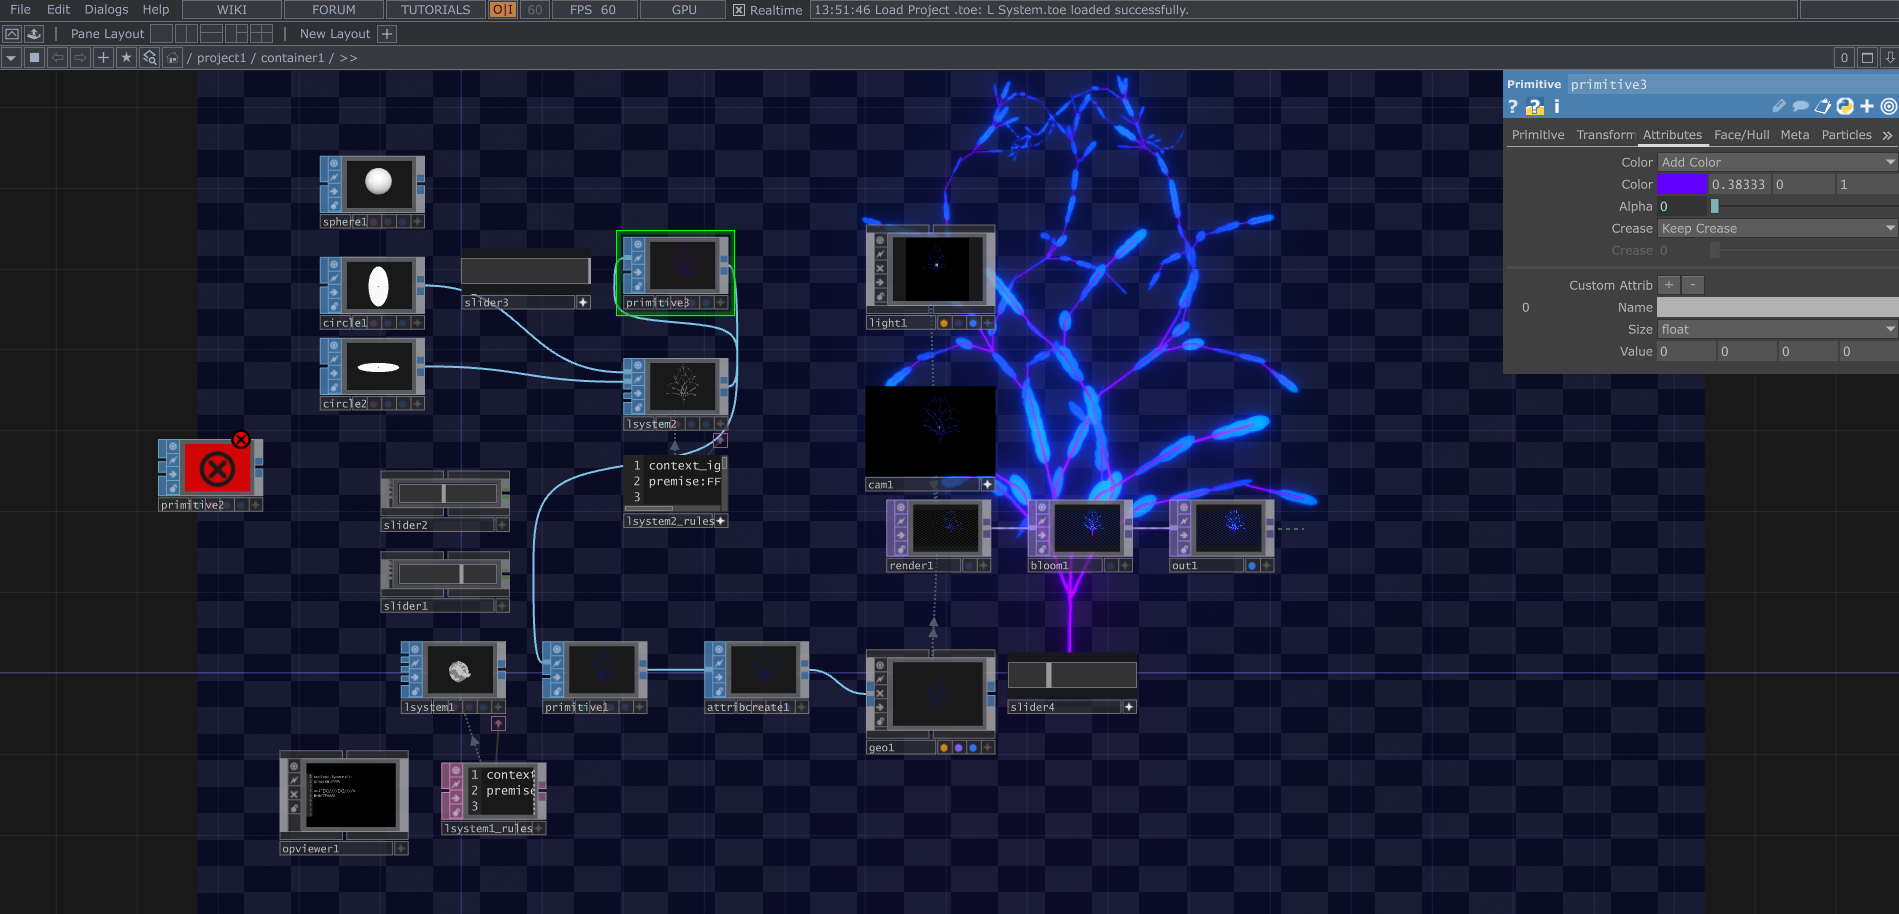 File Edit Dialogs Help WIKI FORUM TUTORIALS O|I 60 FPS 60 GPU Realtime 13:51:46 Load Project .toe: L System.toe loaded successfully.
Pane Layout New Layout +
/ project1 / container1 / >> 0
Primitive primitive3
? ? i
Primitive Transform Attributes Face/Hull Meta Particles >>
Color Add Color
Color 0.38333 0 1
Alpha 0
Crease Keep Crease
Crease 0
Custom Attrib + -
0 Name
Size float
Value 0 0 0 0
sphere1
circle1
slider3
primitive3
light1
circle2
lsystem2
1 context_ig
2 premise:FF
3
lsystem2_rules
primitive2
slider2
slider1
cam1
render1
bloom1
out1
lsystem1
primitive1
attribcreate1
geo1
slider4
1 context
2 premise
3
lsystem1_rules
opviewer1